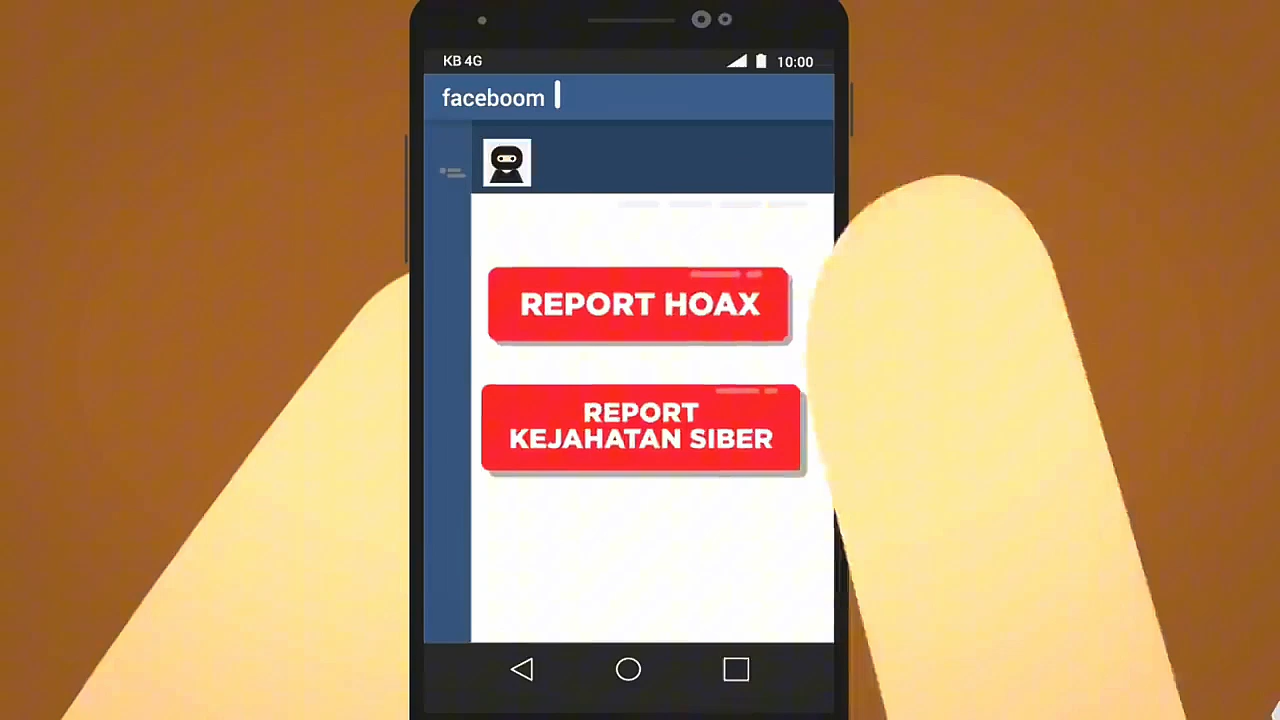 KB 4G 10:00
faceboom
REPORT HOAX
REPORT
KEJAHATAN SIBER